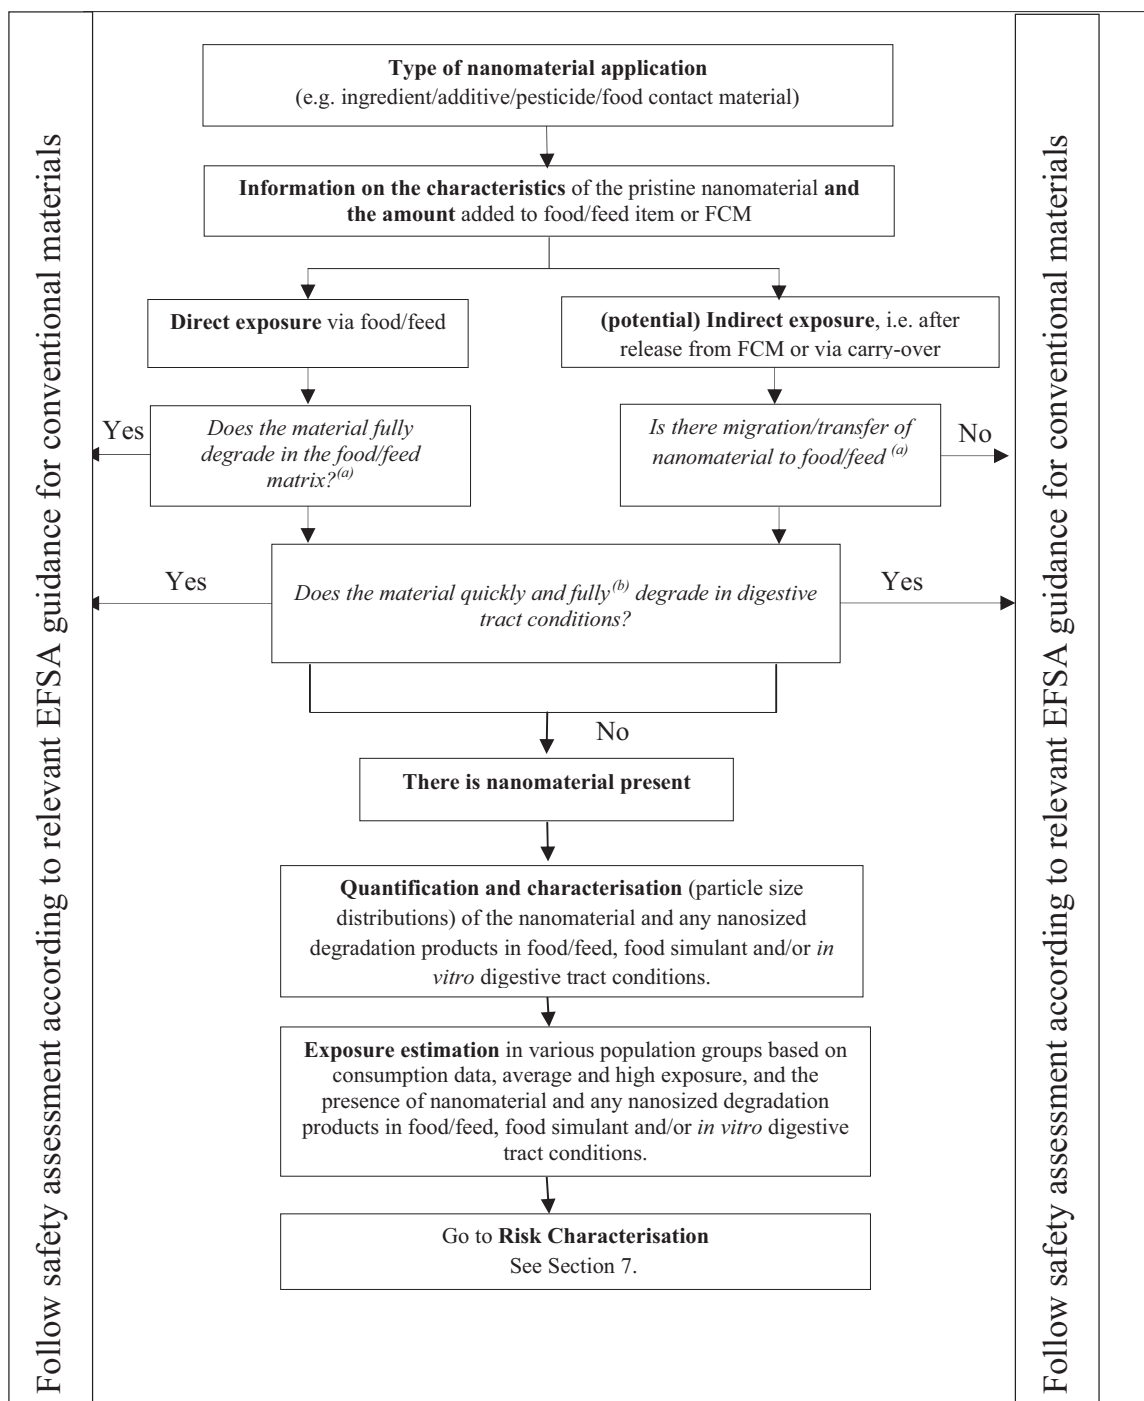 Follow safety assessment according to relevant EFSA guidance for conventional materials
Type of nanomaterial application
(e.g. ingredient/additive/pesticide/food contact material)
Information on the characteristics of the pristine nanomaterial and
the amount added to food/feed item or FCM
Direct exposure via food/feed
(potential) Indirect exposure, i.e. after
release from FCM or via carry-over
Yes
Does the material fully
degrade in the food/feed
matrix?(a)
Is there migration/transfer of
nanomaterial to food/feed (a)
No
Yes
Does the material quickly and fully(b) degrade in digestive
tract conditions?
Yes
No
There is nanomaterial present
Quantification and characterisation (particle size
distributions) of the nanomaterial and any nanosized
degradation products in food/feed, food simulant and/or in
vitro digestive tract conditions.
Exposure estimation in various population groups based on
consumption data, average and high exposure, and the
presence of nanomaterial and any nanosized degradation
products in food/feed, food simulant and/or in vitro digestive
tract conditions.
Go to Risk Characterisation
See Section 7.
Follow safety assessment according to relevant EFSA guidance for conventional materials